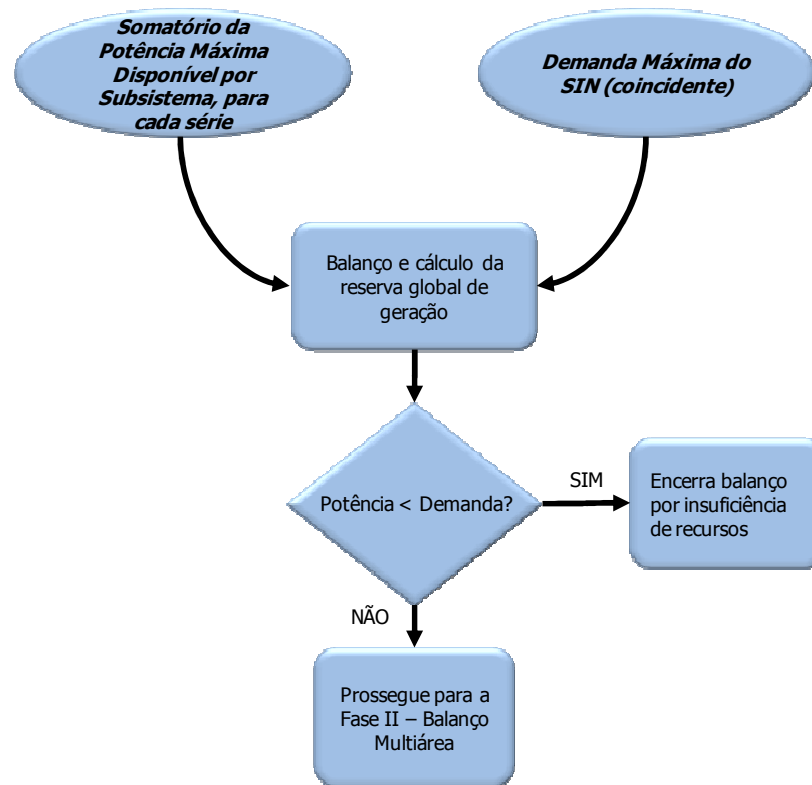 Somatório da
Potência Máxima
Disponível por
Subsistema, para
cada série
Demanda Máxima do
SIN (coincidente)
Balanço e cálculo da
reserva global de
geração
Potência < Demanda?
SIM
Encerra balanço
por insuficiência
de recursos
NÃO
Prossegue para a
Fase II – Balanço
Multiárea